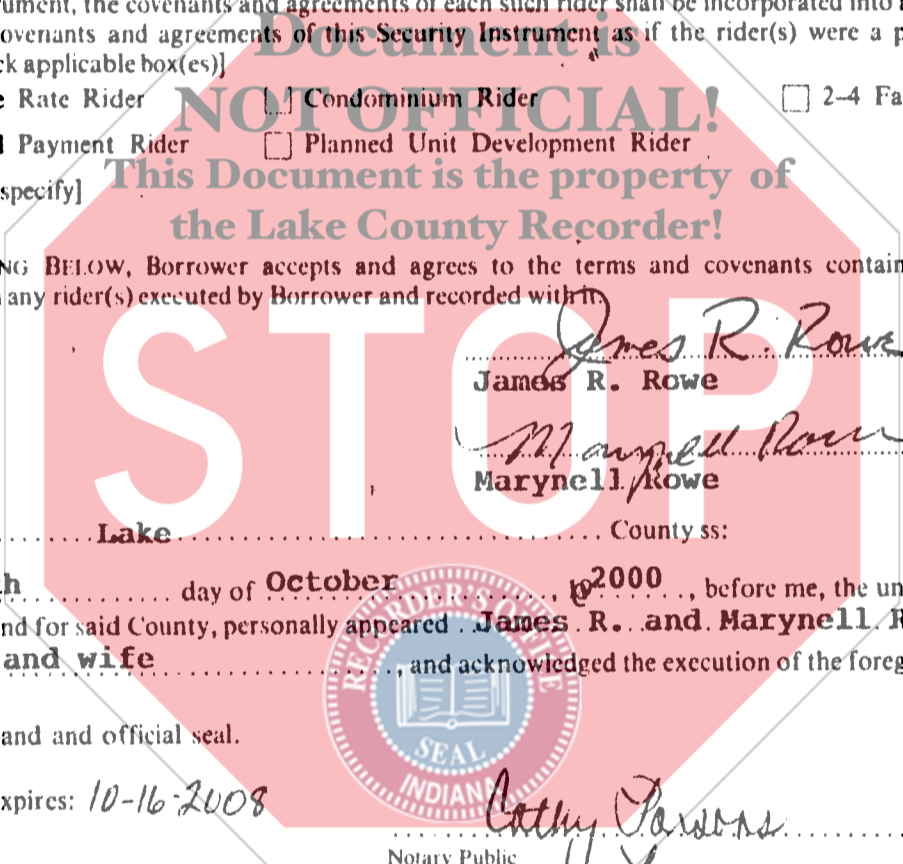 rument, the covenants and agreements of each such rider shall be incorporated into a
ovenants and agreements of this Security Instrument as if the rider(s) were a p
ck applicable box(es)]
Document is
NOT OFFICIAL!
This Document is the property of
the Lake County Recorder!
STOP
e Rate Rider Condominium Rider 2-4 Fa
Payment Rider Planned Unit Development Rider
specify]
NG BELOW, Borrower accepts and agrees to the terms and covenants contain
any rider(s) executed by Borrower and recorded with it.
James R. Rowe
James R. Rowe
Marynell Rowe
Marynell Rowe
Lake County ss:
h day of October, 2000, before me, the un
nd for said County, personally appeared James R. and Marynell R
and wife, and acknowledged the execution of the foreg
RECORDER'S OFFICE
SEAL
INDIANA
and and official seal.
xpires: 10-16-2008
Cathy Parsons
Notary Public